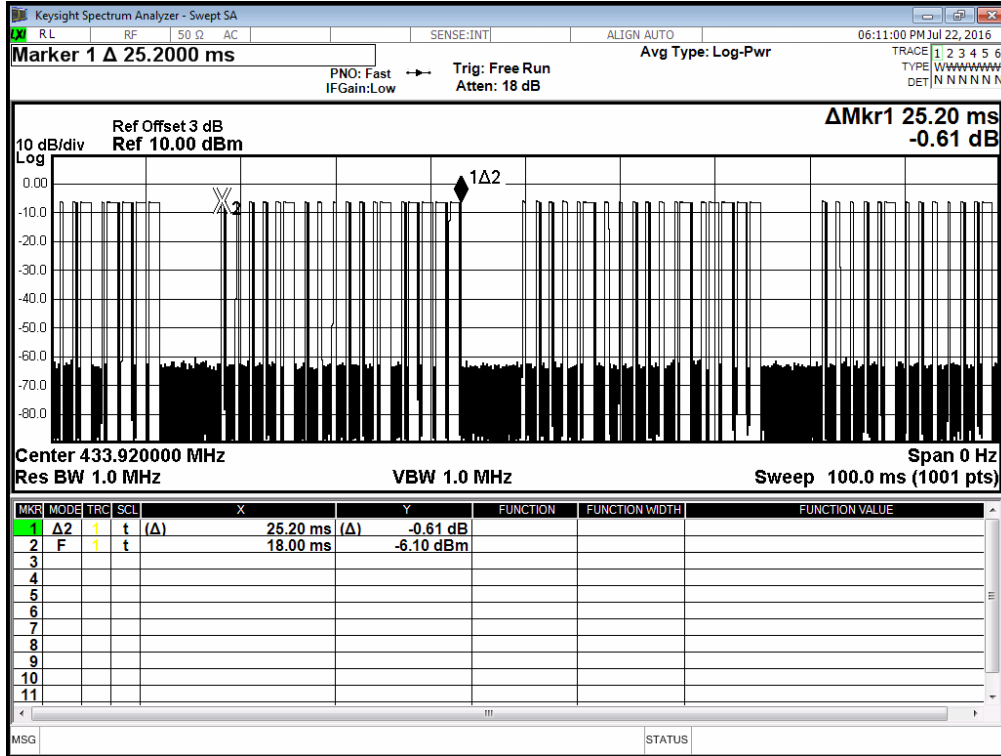 Keysight Spectrum Analyzer - Swept SA
LXI RL RF 50 Ω AC SENSE:INT ALIGN AUTO 06:11:00 PM Jul 22, 2016
Marker 1 Δ 25.2000 ms
PNO: Fast
IFGain:Low
Trig: Free Run
Atten: 18 dB
Avg Type: Log-Pwr
TRACE 1 2 3 4 5 6
TYPE WWWWWW
DET N N N N N N
ΔMkr1 25.20 ms
-0.61 dB
Ref Offset 3 dB
10 dB/div Ref 10.00 dBm
Log
0.00
-10.0
-20.0
-30.0
-40.0
-50.0
-60.0
-70.0
-80.0
X2
1Δ2
Center 433.920000 MHz Span 0 Hz
Res BW 1.0 MHz VBW 1.0 MHz Sweep 100.0 ms (1001 pts)
MKR MODE TRC SCL X Y FUNCTION FUNCTION WIDTH FUNCTION VALUE
1 Δ2 1 t (Δ) 25.20 ms (Δ) -0.61 dB
2 F 1 t 18.00 ms -6.10 dBm
3
4
5
6
7
8
9
10
11
MSG STATUS